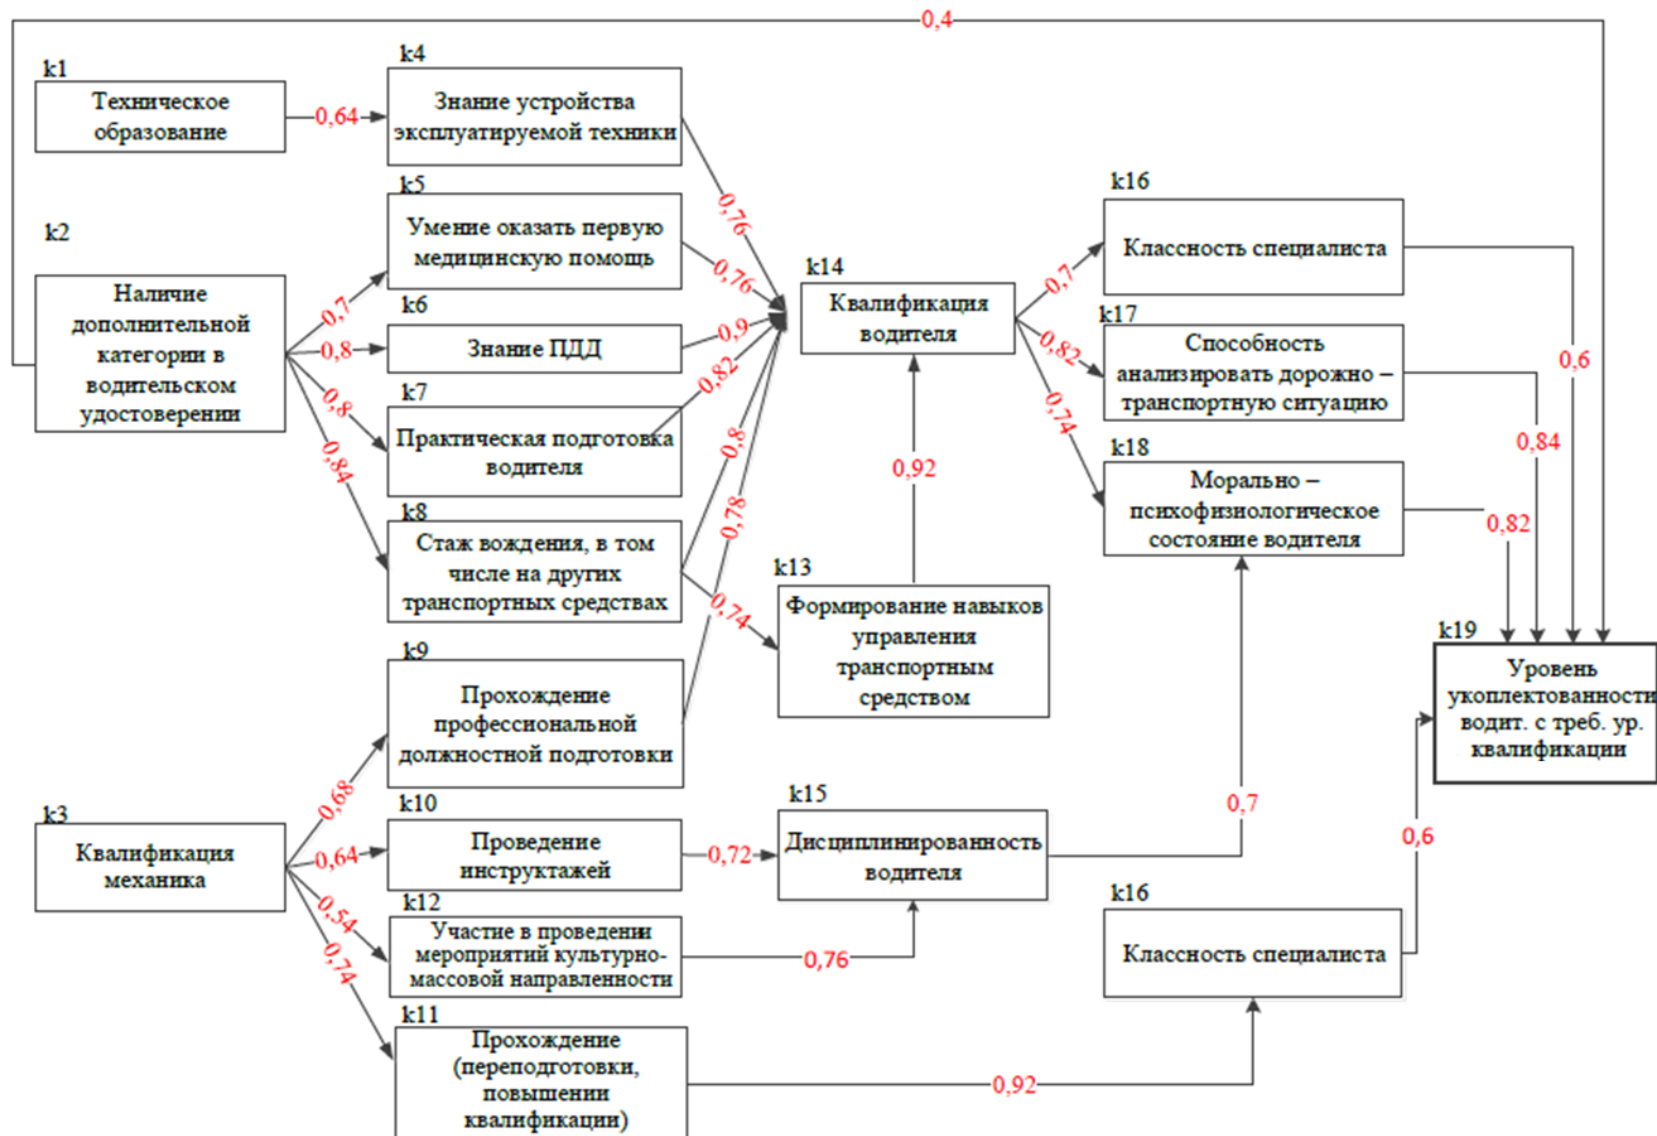 0,4
k1
Техническое
образование
0,64
k4
Знание устройства
эксплуатируемой техники
0,76
k2
Наличие
дополнительной
категории в
водительском
удостоверении
0,7
0,8
0,8
0,84
k5
Умение оказать первую
медицинскую помощь
0,76
k6
Знание ПДД
0,9
k7
Практическая подготовка
водителя
0,82
k8
Стаж вождения, в том
числе на других
транспортных средствах
0,8
0,74
k9
Прохождение
профессиональной
должностной подготовки
0,78
k3
Квалификация
механика
0,68
0,64
0,54
0,74
k10
Проведение
инструктажей
0,72
k12
Участие в проведении
мероприятий культурно-
массовой направленности
0,76
k11
Прохождение
(переподготовки,
повышении
квалификации)
0,92
k13
Формирование навыков
управления
транспортным
средством
0,92
k14
Квалификация
водителя
0,7
0,82
0,74
k15
Дисциплинированность
водителя
0,7
k16
Классность специалиста
0,6
k17
Способность
анализировать дорожно –
транспортную ситуацию
0,84
k18
Морально –
психофизиологическое
состояние водителя
0,82
k16
Классность специалиста
0,6
k19
Уровень
укоплектованности
водит. с треб. ур.
квалификации